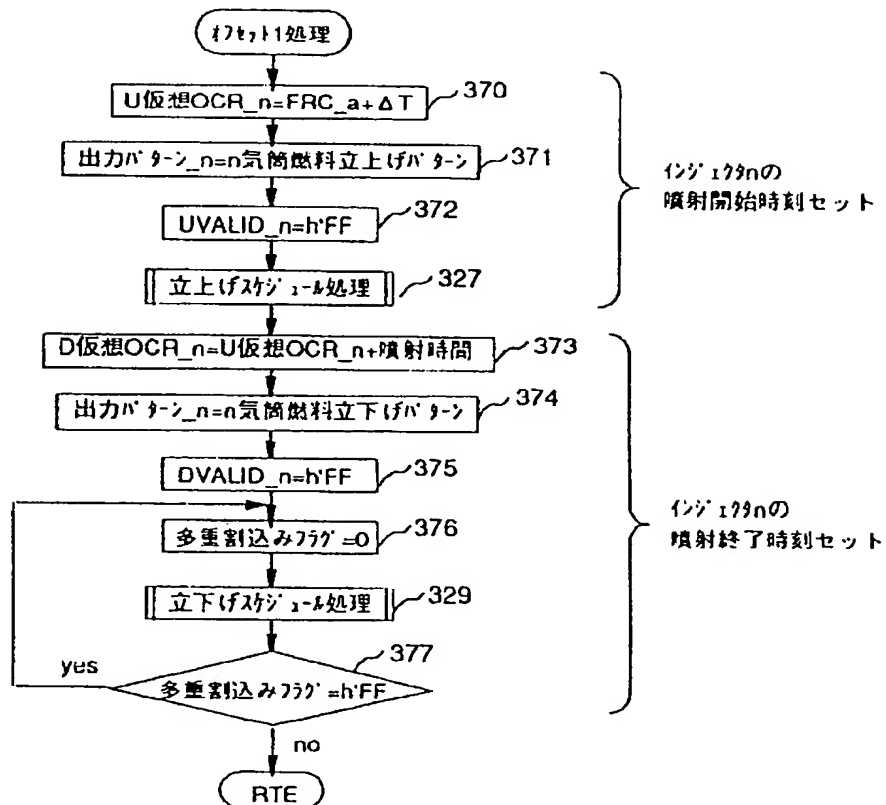 ｵﾌｾｯﾄ1処理
U仮想OCR_n=FRC_a+ΔT
370
出力ﾊﾟﾀｰﾝ_n=n気筒燃料立上げﾊﾟﾀｰﾝ
371
UVALID_n=h'FF
372
立上げｽｹｼﾞｭｰﾙ処理
327
ｲﾝｼﾞｪｸﾀnの
噴射開始時刻セット
D仮想OCR_n=U仮想OCR_n+噴射時間
373
出力ﾊﾟﾀｰﾝ_n=n気筒燃料立下げﾊﾟﾀｰﾝ
374
DVALID_n=h'FF
375
多重割込みﾌﾗｸﾞ=0
376
立下げｽｹｼﾞｭｰﾙ処理
329
377
yes
多重割込みﾌﾗｸﾞ=h'FF
no
RTE
ｲﾝｼﾞｪｸﾀnの
噴射終了時刻セット